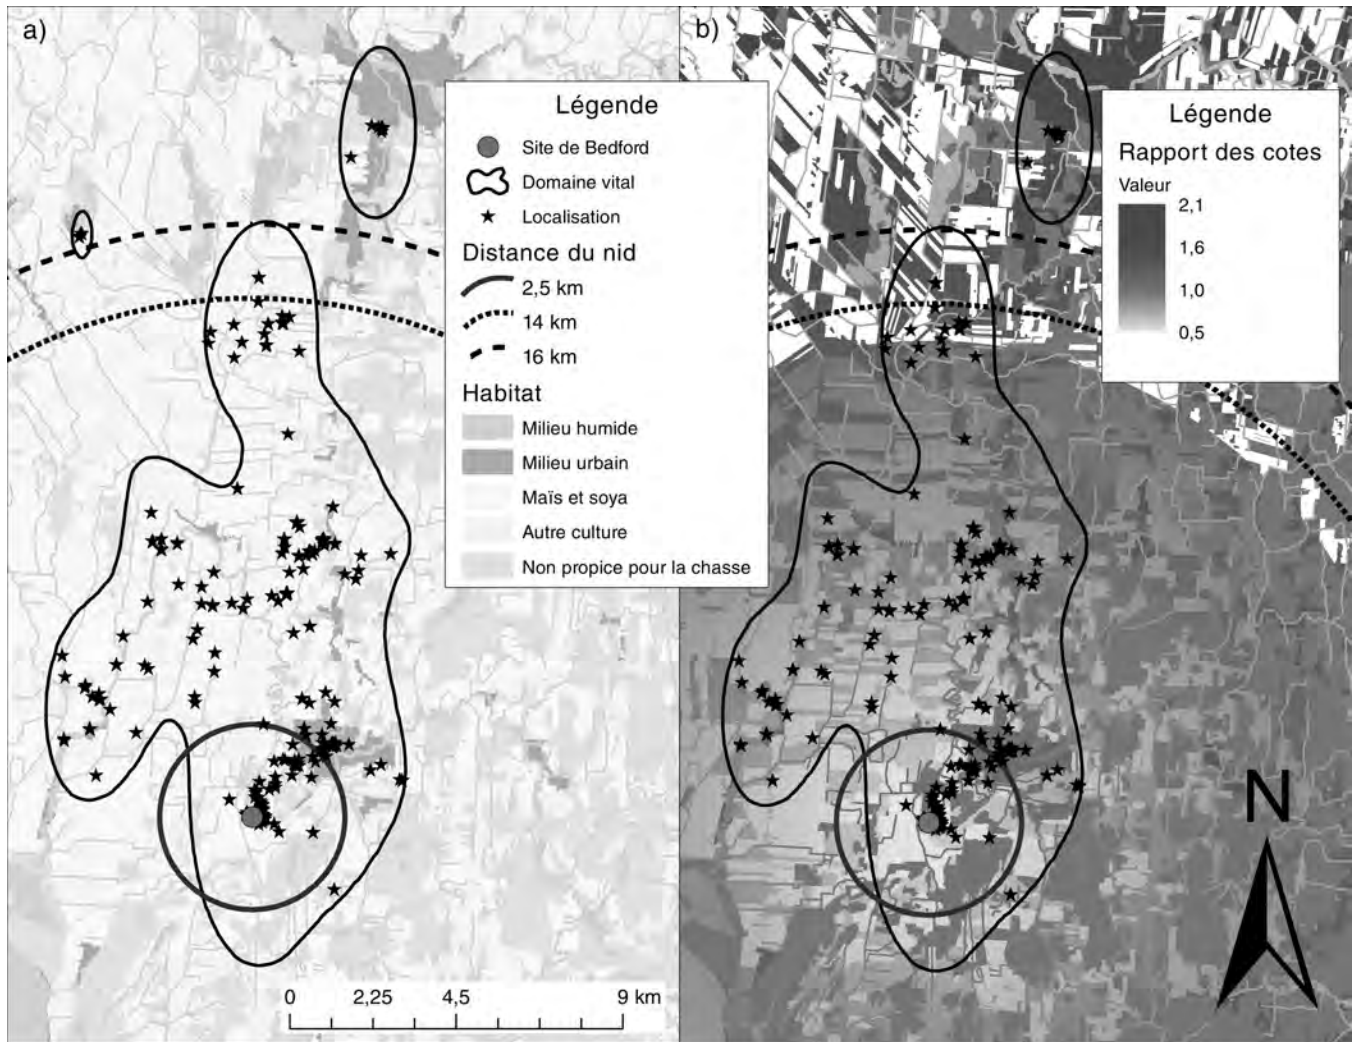 a)
Légende
Site de Bedford
Domaine vital
Localisation
Distance du nid
2,5 km
14 km
16 km
Habitat
Milieu humide
Milieu urbain
Maïs et soya
Autre culture
Non propice pour la chasse
0 2,25 4,5 9 km
b)
Légende
Rapport des cotes
Valeur
2,1
1,6
1,0
0,5
N